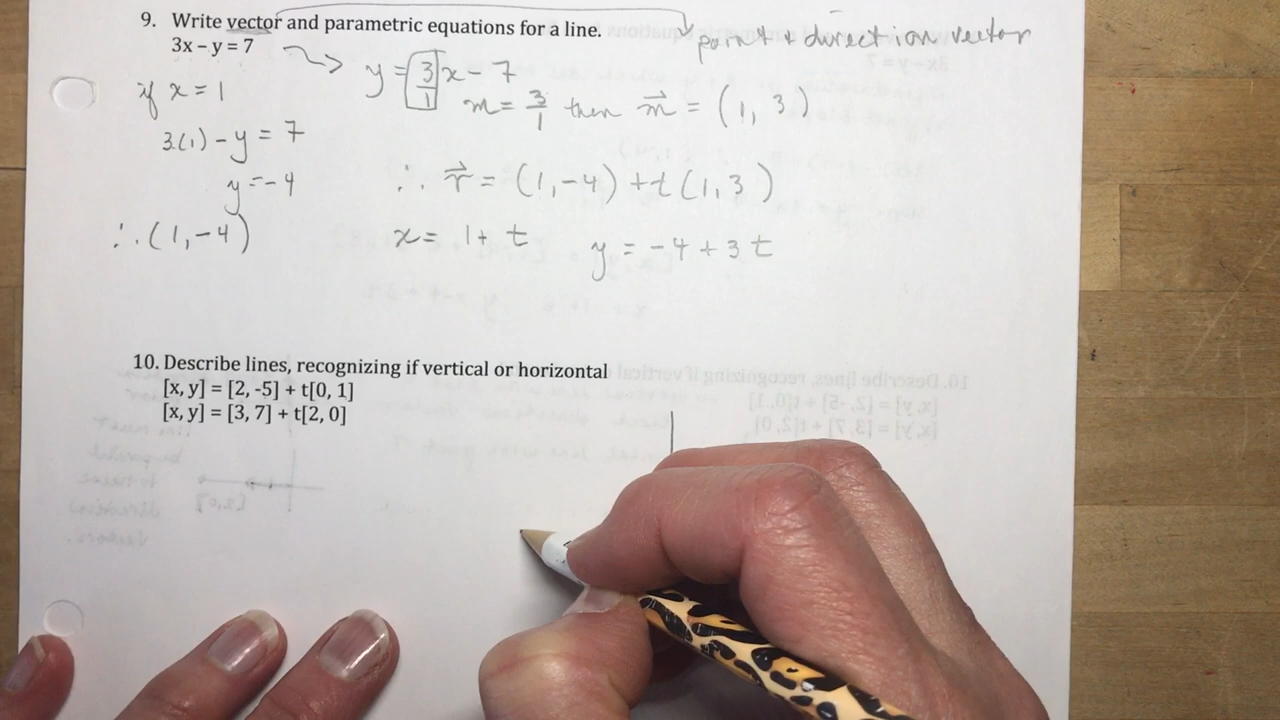 9. Write vector and parametric equations for a line.
point + direction vector
3x – y = 7
y = 3/1 x - 7
if x = 1
m = 3/1 then m⃗ = (1, 3)
3(1) - y = 7
y = -4
∴ r⃗ = (1, -4) + t(1, 3)
∴ (1, -4)
x = 1 + t y = -4 + 3t
10. Describe lines, recognizing if vertical or horizontal
[x, y] = [2, -5] + t[0, 1]
[x, y] = [3, 7] + t[2, 0]